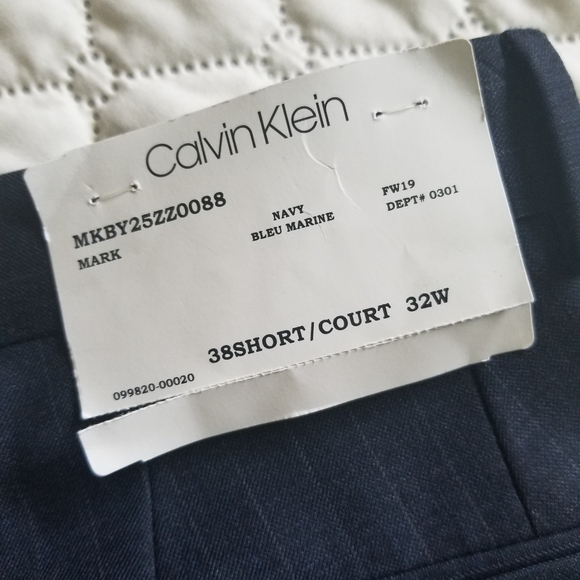 Calvin Klein
MKBY25ZZ0088
MARK
NAVY
BLEU MARINE
FW19
DEPT# 0301
38SHORT/COURT 32W
099820-00020